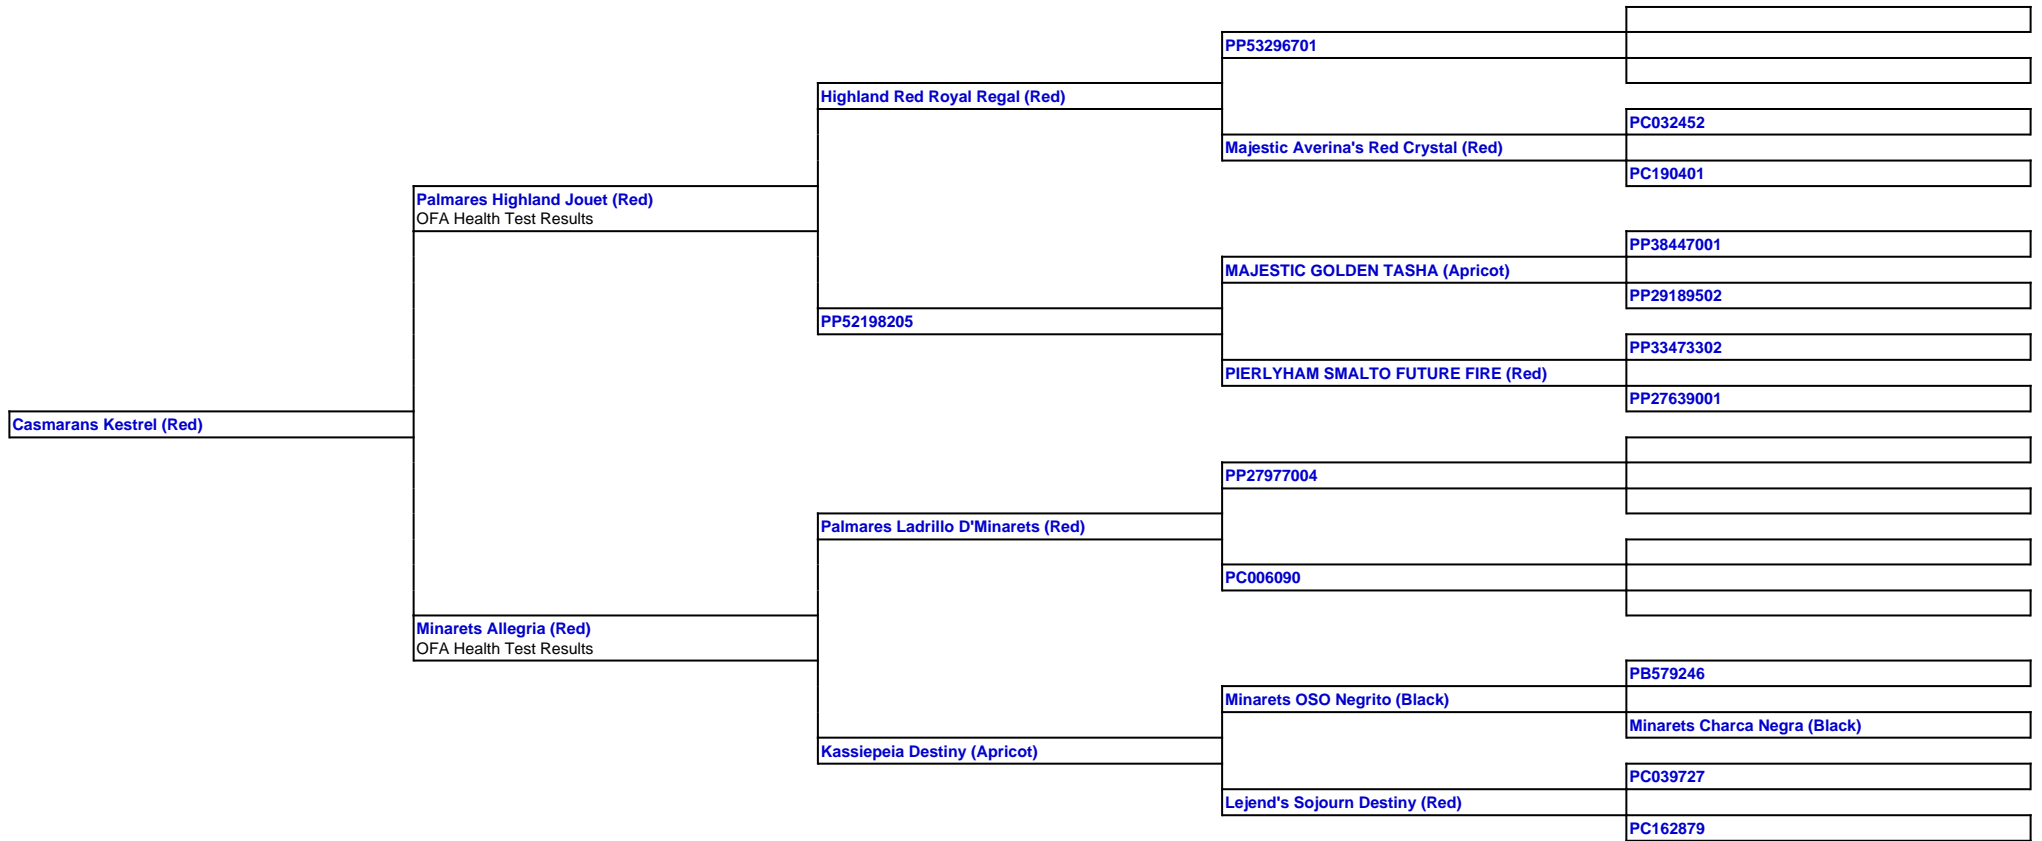 PP53296701
Highland Red Royal Regal (Red)
PC032452
Majestic Averina's Red Crystal (Red)
PC190401
Palmares Highland Jouet (Red)
OFA Health Test Results
PP38447001
MAJESTIC GOLDEN TASHA (Apricot)
PP29189502
PP52198205
PP33473302
PIERLYHAM SMALTO FUTURE FIRE (Red)
PP27639001
Casmarans Kestrel (Red)
PP27977004
Palmares Ladrillo D'Minarets (Red)
PC006090
Minarets Allegria (Red)
OFA Health Test Results
PB579246
Minarets OSO Negrito (Black)
Minarets Charca Negra (Black)
Kassiepeia Destiny (Apricot)
PC039727
Lejend's Sojourn Destiny (Red)
PC162879